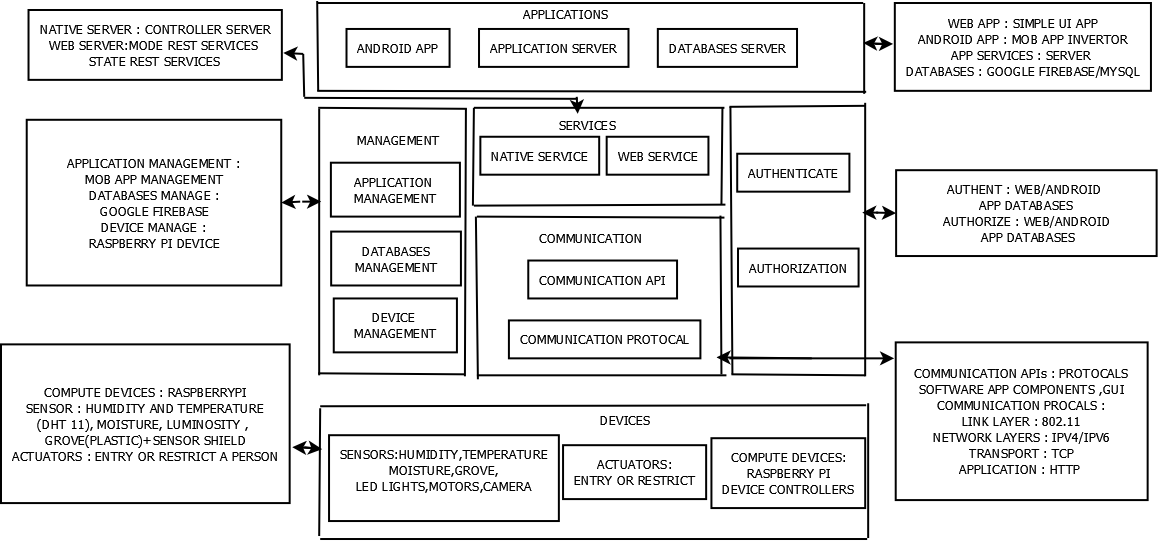 NATIVE SERVER : CONTROLLER SERVER
WEB SERVER:MODE REST SERVICES
STATE REST SERVICES
APPLICATIONS
ANDROID APP
APPLICATION SERVER
DATABASES SERVER
WEB APP : SIMPLE UI APP
ANDROID APP : MOB APP INVERTOR
APP SERVICES : SERVER
DATABASES : GOOGLE FIREBASE/MYSQL
APPLICATION MANAGEMENT :
MOB APP MANAGEMENT
DATABASES MANAGE :
GOOGLE FIREBASE
DEVICE MANAGE :
RASPBERRY PI DEVICE
MANAGEMENT
APPLICATION
MANAGEMENT
DATABASES
MANAGEMENT
DEVICE
MANAGEMENT
SERVICES
NATIVE SERVICE
WEB SERVICE
COMMUNICATION
COMMUNICATION API
COMMUNICATION PROTOCAL
AUTHENTICATE
AUTHORIZATION
AUTHENT : WEB/ANDROID
APP DATABASES
AUTHORIZE : WEB/ANDROID
APP DATABASES
COMPUTE DEVICES : RASPBERRYPI
SENSOR : HUMIDITY AND TEMPERATURE
(DHT 11), MOISTURE, LUMINOSITY ,
GROVE(PLASTIC)+SENSOR SHIELD
ACTUATORS : ENTRY OR RESTRICT A PERSON
DEVICES
SENSORS:HUMIDITY,TEMPERATURE
MOISTURE,GROVE,
LED LIGHTS,MOTORS,CAMERA
ACTUATORS:
ENTRY OR RESTRICT
COMPUTE DEVICES:
RASPBERRY PI
DEVICE CONTROLLERS
COMMUNICATION APIs : PROTOCALS
SOFTWARE APP COMPONENTS ,GUI
COMMUNICATION PROCALS :
LINK LAYER : 802.11
NETWORK LAYERS : IPV4/IPV6
TRANSPORT : TCP
APPLICATION : HTTP